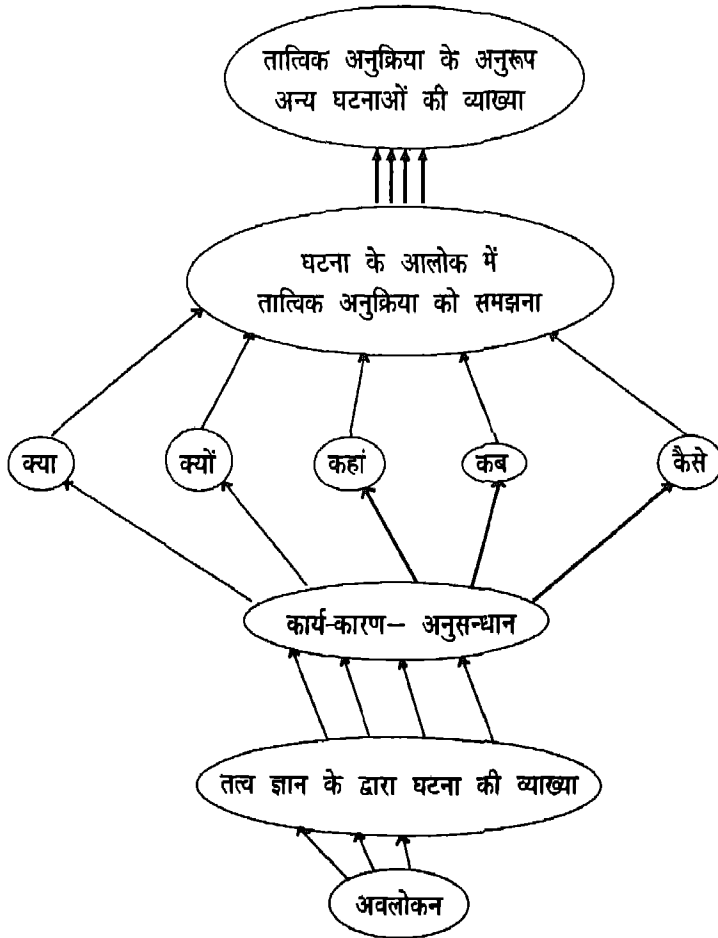 तात्विक अनुक्रिया के अनुरूप
अन्य घटनाओं की व्याख्या
घटना के आलोक में
तात्विक अनुक्रिया को समझना
क्या
क्यों
कहां
कब
कैसे
कार्य-कारण— अनुसन्धान
तत्व ज्ञान के द्वारा घटना की व्याख्या
अवलोकन